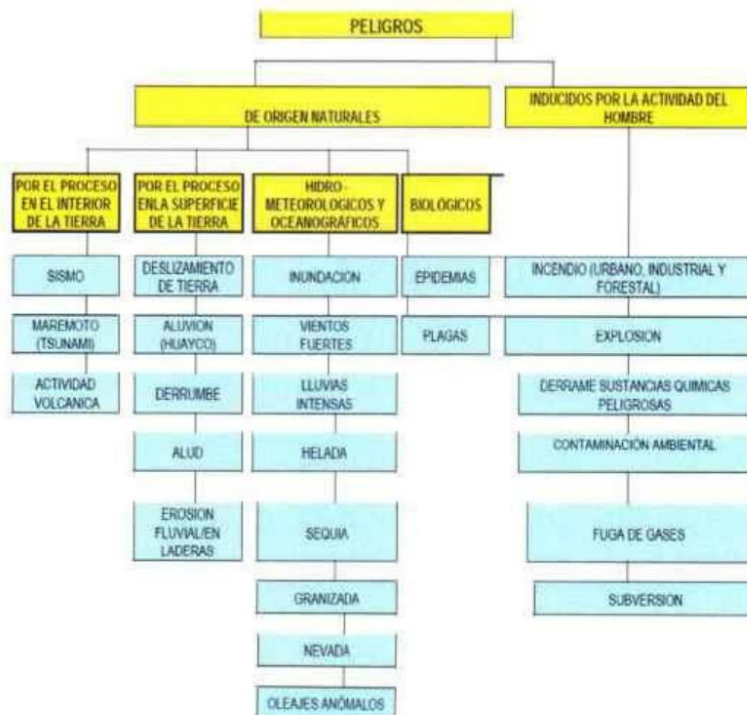 PELIGROS
DE ORIGEN NATURALES
INDUCIDOS POR LA ACTIVIDAD DEL
HOMBRE
POR EL PROCESO
EN EL INTERIOR
DE LA TIERRA
POR EL PROCESO
ENLA SUPERFICIE
DE LA TIERRA
HIDRO -
METEOROLOGICOS Y
OCEANOGRÁFICOS
BIOLÓGICOS
SISMO
MAREMOTO
(TSUNAMI)
ACTIVIDAD
VOLCANICA
DESLIZAMIENTO
DE TIERRA
ALUVION
(HUAYCO)
DERRUMBE
ALUD
EROSION
FLUVIAL/EN
LADERAS
INUNDACION
VIENTOS
FUERTES
LLUVIAS
INTENSAS
HELADA
SEQUIA
GRANIZADA
NEVADA
OLEAJES ANÓMALOS
EPIDEMIAS
PLAGAS
INCENDIO (URBANO, INDUSTRIAL Y
FORESTAL)
EXPLOSION
DERRAME SUSTANCIAS QUIMICAS
PELIGROSAS
CONTAMINACIÓN AMBIENTAL
FUGA DE GASES
SUBVERSION